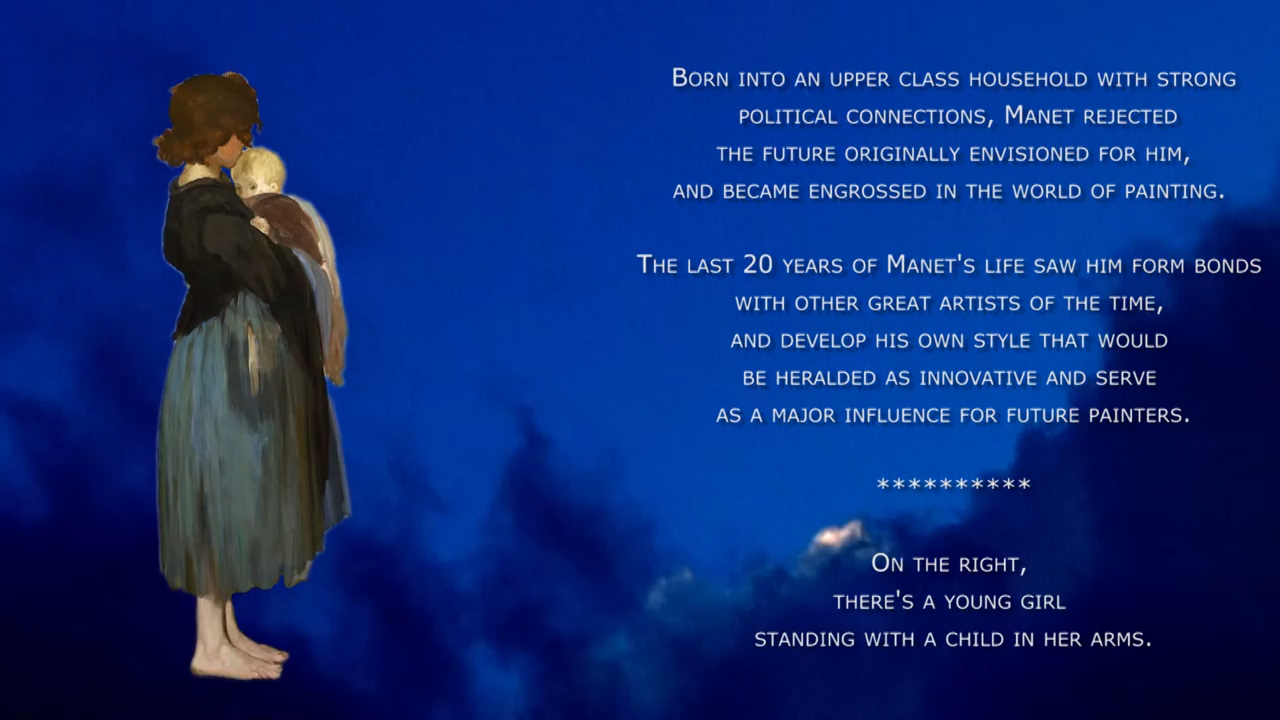 Born into an upper class household with strong
political connections, Manet rejected
the future originally envisioned for him,
and became engrossed in the world of painting.
The last 20 years of Manet's life saw him form bonds
with other great artists of the time,
and develop his own style that would
be heralded as innovative and serve
as a major influence for future painters.
**********
On the right,
there's a young girl
standing with a child in her arms.